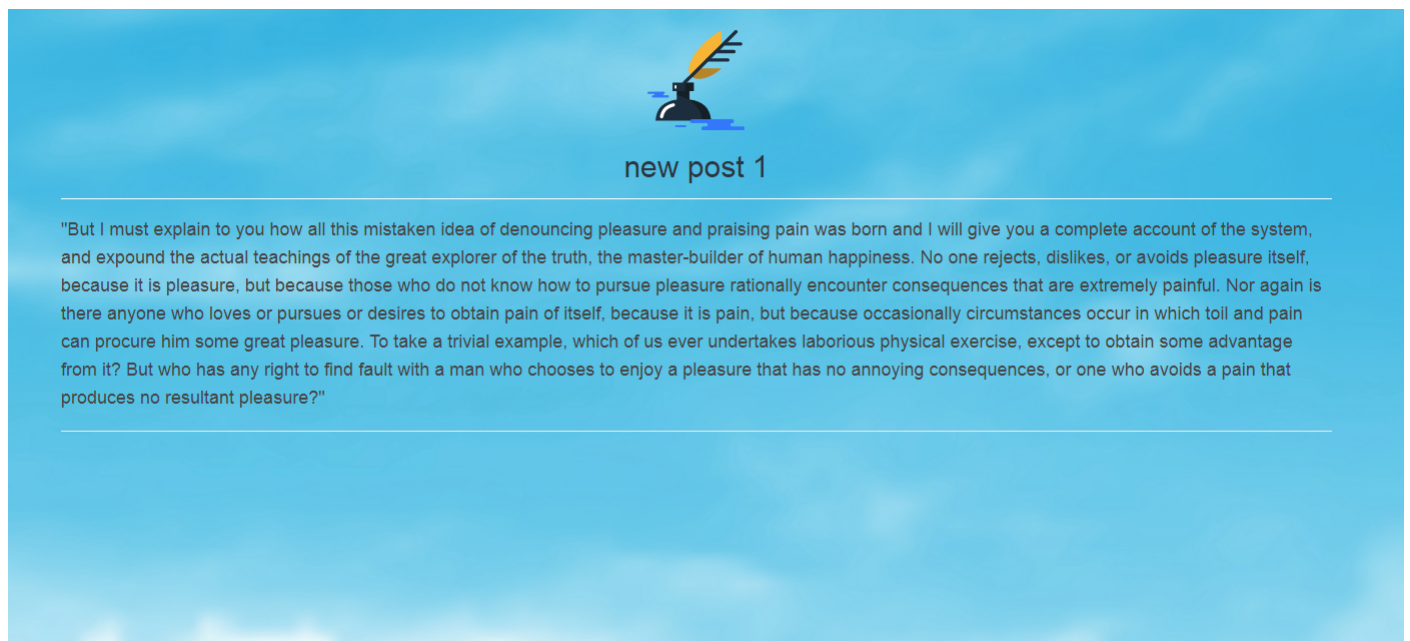 new post 1
"But I must explain to you how all this mistaken idea of denouncing pleasure and praising pain was born and I will give you a complete account of the system,
and expound the actual teachings of the great explorer of the truth, the master-builder of human happiness. No one rejects, dislikes, or avoids pleasure itself,
because it is pleasure, but because those who do not know how to pursue pleasure rationally encounter consequences that are extremely painful. Nor again is
there anyone who loves or pursues or desires to obtain pain of itself, because it is pain, but because occasionally circumstances occur in which toil and pain
can procure him some great pleasure. To take a trivial example, which of us ever undertakes laborious physical exercise, except to obtain some advantage
from it? But who has any right to find fault with a man who chooses to enjoy a pleasure that has no annoying consequences, or one who avoids a pain that
produces no resultant pleasure?"